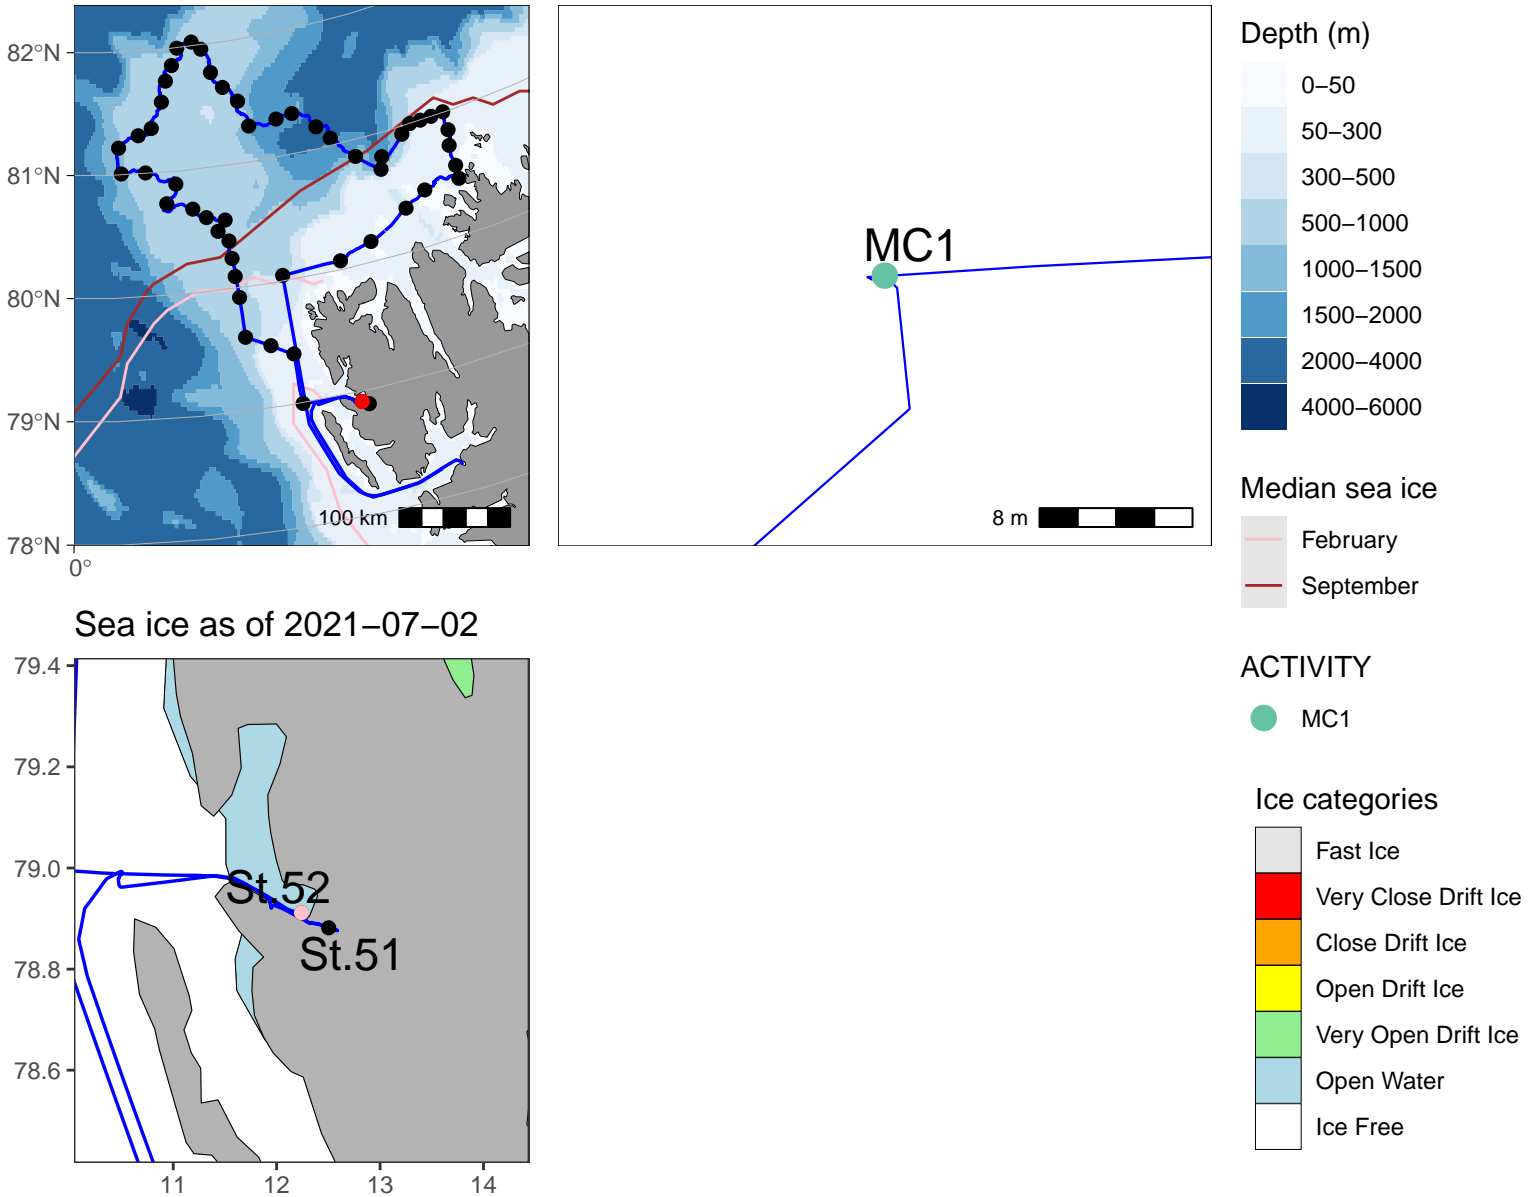 82°N
81°N
80°N
79°N
78°N
0°
100 km
MC1
8 m
Depth (m)
0–50
50–300
300–500
500–1000
1000–1500
1500–2000
2000–4000
4000–6000
Median sea ice
February
September
ACTIVITY
MC1
Ice categories
Fast Ice
Very Close Drift Ice
Close Drift Ice
Open Drift Ice
Very Open Drift Ice
Open Water
Ice Free
Sea ice as of 2021–07–02
79.4
79.2
79.0
78.8
78.6
St.52
St.51
11
12
13
14